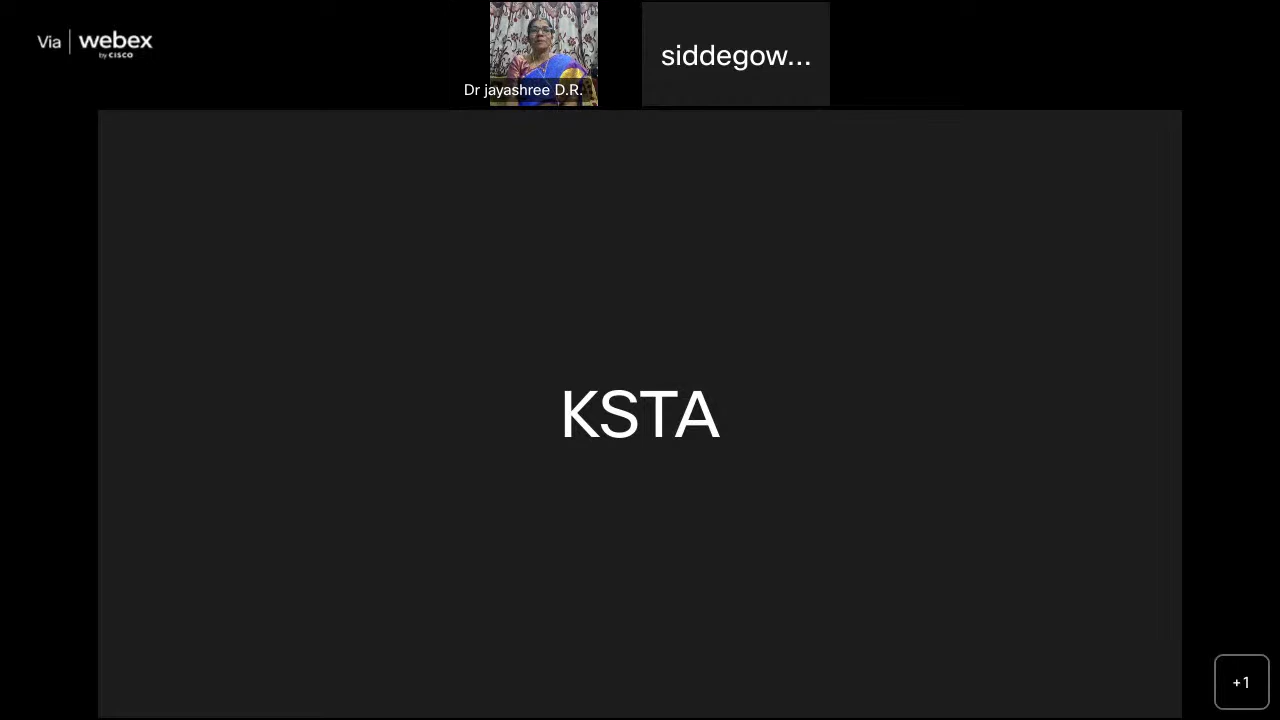 Via webex
by CISCO
Dr jayashree D.R.
siddegow...
KSTA
+1